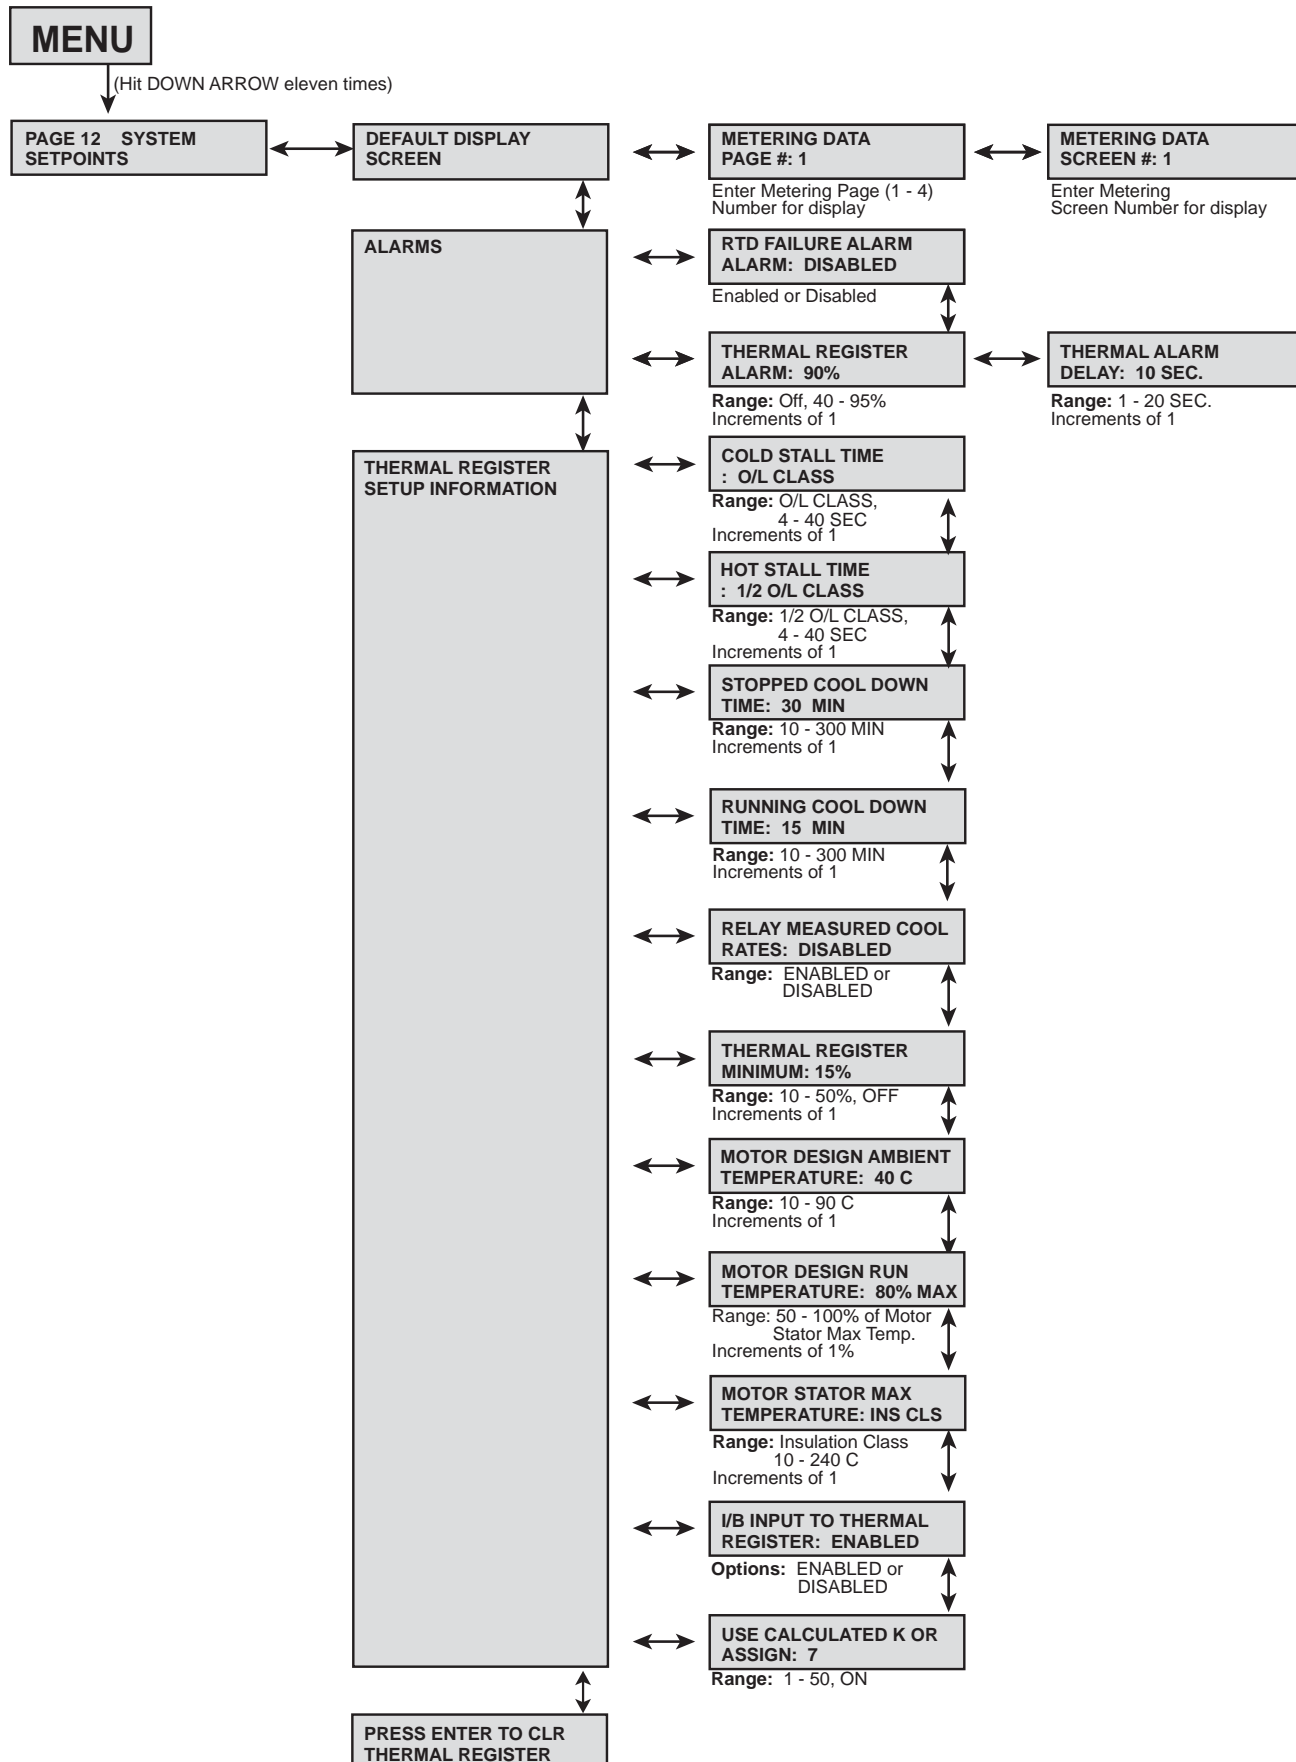 MENU
(Hit DOWN ARROW eleven times)
PAGE 12 SYSTEM
SETPOINTS
DEFAULT DISPLAY
SCREEN
METERING DATA
PAGE #: 1
Enter Metering Page (1 - 4)
Number for display
METERING DATA
SCREEN #: 1
Enter Metering
Screen Number for display
ALARMS
RTD FAILURE ALARM
ALARM: DISABLED
Enabled or Disabled
THERMAL REGISTER
ALARM: 90%
Range: Off, 40 - 95%
Increments of 1
THERMAL ALARM
DELAY: 10 SEC.
Range: 1 - 20 SEC.
Increments of 1
THERMAL REGISTER
SETUP INFORMATION
COLD STALL TIME
: O/L CLASS
Range: O/L CLASS,
4 - 40 SEC
Increments of 1
HOT STALL TIME
: 1/2 O/L CLASS
Range: 1/2 O/L CLASS,
4 - 40 SEC
Increments of 1
STOPPED COOL DOWN
TIME: 30 MIN
Range: 10 - 300 MIN
Increments of 1
RUNNING COOL DOWN
TIME: 15 MIN
Range: 10 - 300 MIN
Increments of 1
RELAY MEASURED COOL
RATES: DISABLED
Range: ENABLED or
DISABLED
THERMAL REGISTER
MINIMUM: 15%
Range: 10 - 50%, OFF
Increments of 1
MOTOR DESIGN AMBIENT
TEMPERATURE: 40 C
Range: 10 - 90 C
Increments of 1
MOTOR DESIGN RUN
TEMPERATURE: 80% MAX
Range: 50 - 100% of Motor
Stator Max Temp.
Increments of 1%
MOTOR STATOR MAX
TEMPERATURE: INS CLS
Range: Insulation Class
10 - 240 C
Increments of 1
I/B INPUT TO THERMAL
REGISTER: ENABLED
Options: ENABLED or
DISABLED
USE CALCULATED K OR
ASSIGN: 7
Range: 1 - 50, ON
PRESS ENTER TO CLR
THERMAL REGISTER